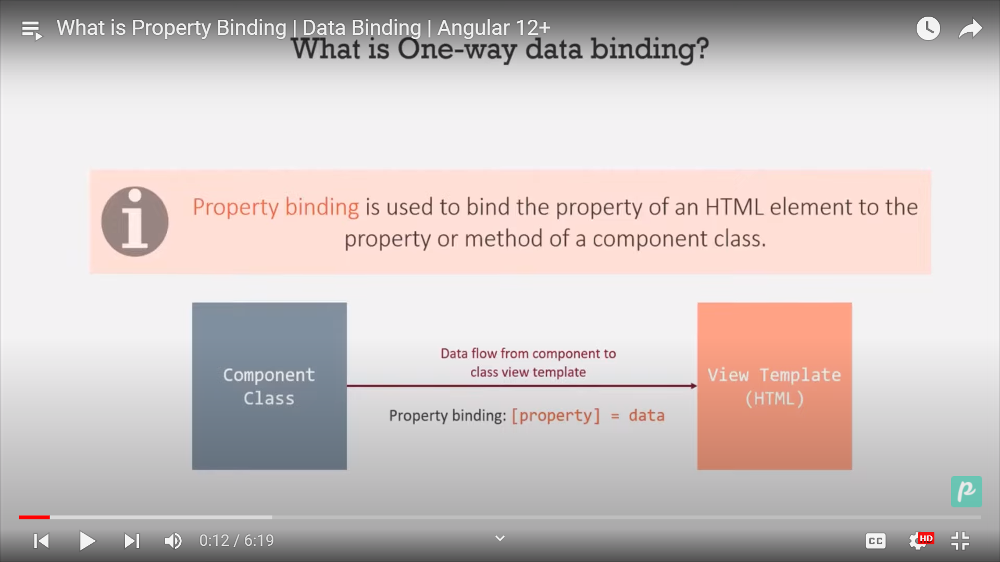 What is Property Binding | Data Binding | Angular 12+
What is One-way data binding?
Property binding is used to bind the property of an HTML element to the
property or method of a component class.
Component
Class
Data flow from component to
class view template
Property binding: [property] = data
View Template
(HTML)
p
0:12 / 6:19
CC
HD